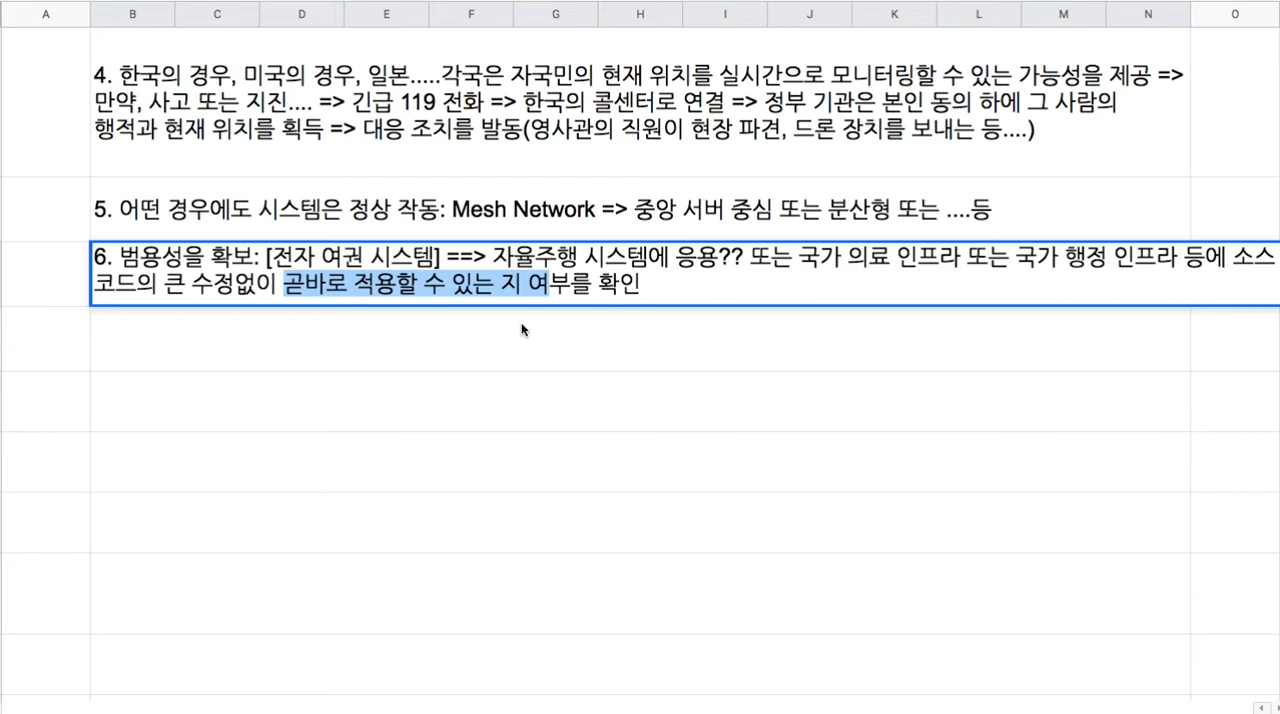 A B C D E F G H I J K L M N O
4. 한국의 경우, 미국의 경우, 일본.....각국은 자국민의 현재 위치를 실시간으로 모니터링할 수 있는 가능성을 제공 =>
만약, 사고 또는 지진.... => 긴급 119 전화 => 한국의 콜센터로 연결 => 정부 기관은 본인 동의 하에 그 사람의
행적과 현재 위치를 획득 => 대응 조치를 발동(영사관의 직원이 현장 파견, 드론 장치를 보내는 등....)
5. 어떤 경우에도 시스템은 정상 작동: Mesh Network => 중앙 서버 중심 또는 분산형 또는 ....등
6. 범용성을 확보: [전자 여권 시스템] ==> 자율주행 시스템에 응용?? 또는 국가 의료 인프라 또는 국가 행정 인프라 등에 소스
코드의 큰 수정없이 곧바로 적용할 수 있는 지 여부를 확인